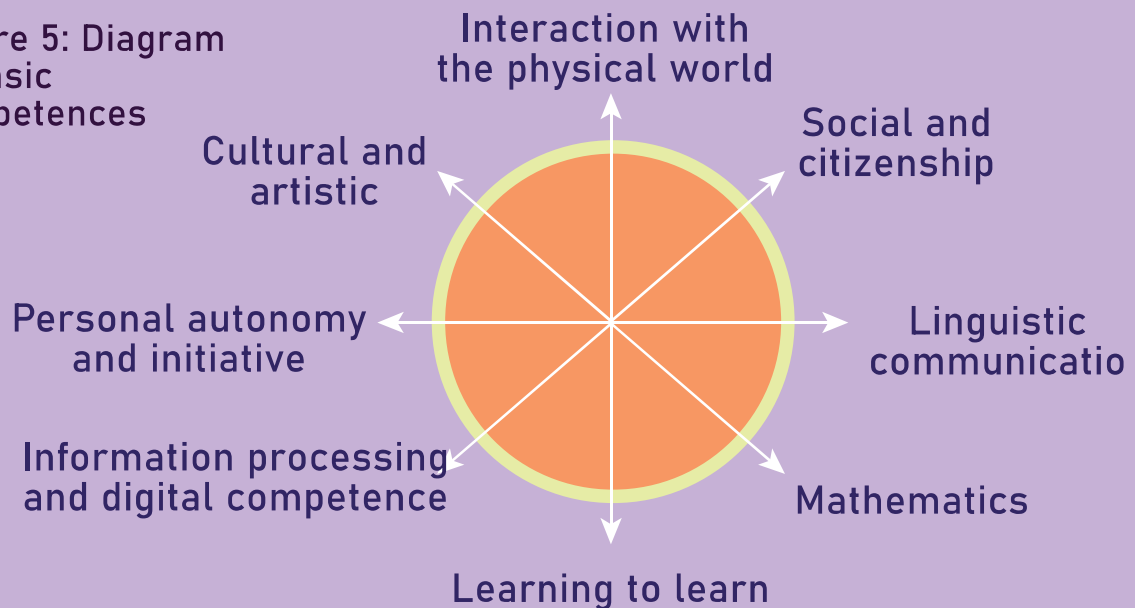 re 5: Diagram
asic
petences
Interaction with
the physical world
Social and
citizenship
Linguistic
communicatio
Mathematics
Learning to learn
Information processing
and digital competence
Personal autonomy
and initiative
Cultural and
artistic